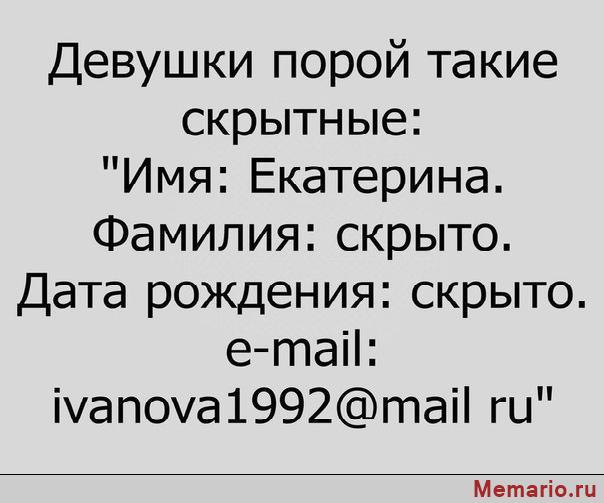 Девушки порой такие
скрытные:
"Имя: Екатерина.
Фамилия: скрыто.
Дата рождения: скрыто.
e-mail:
ivanova1992@mail ru"
Memario.ru